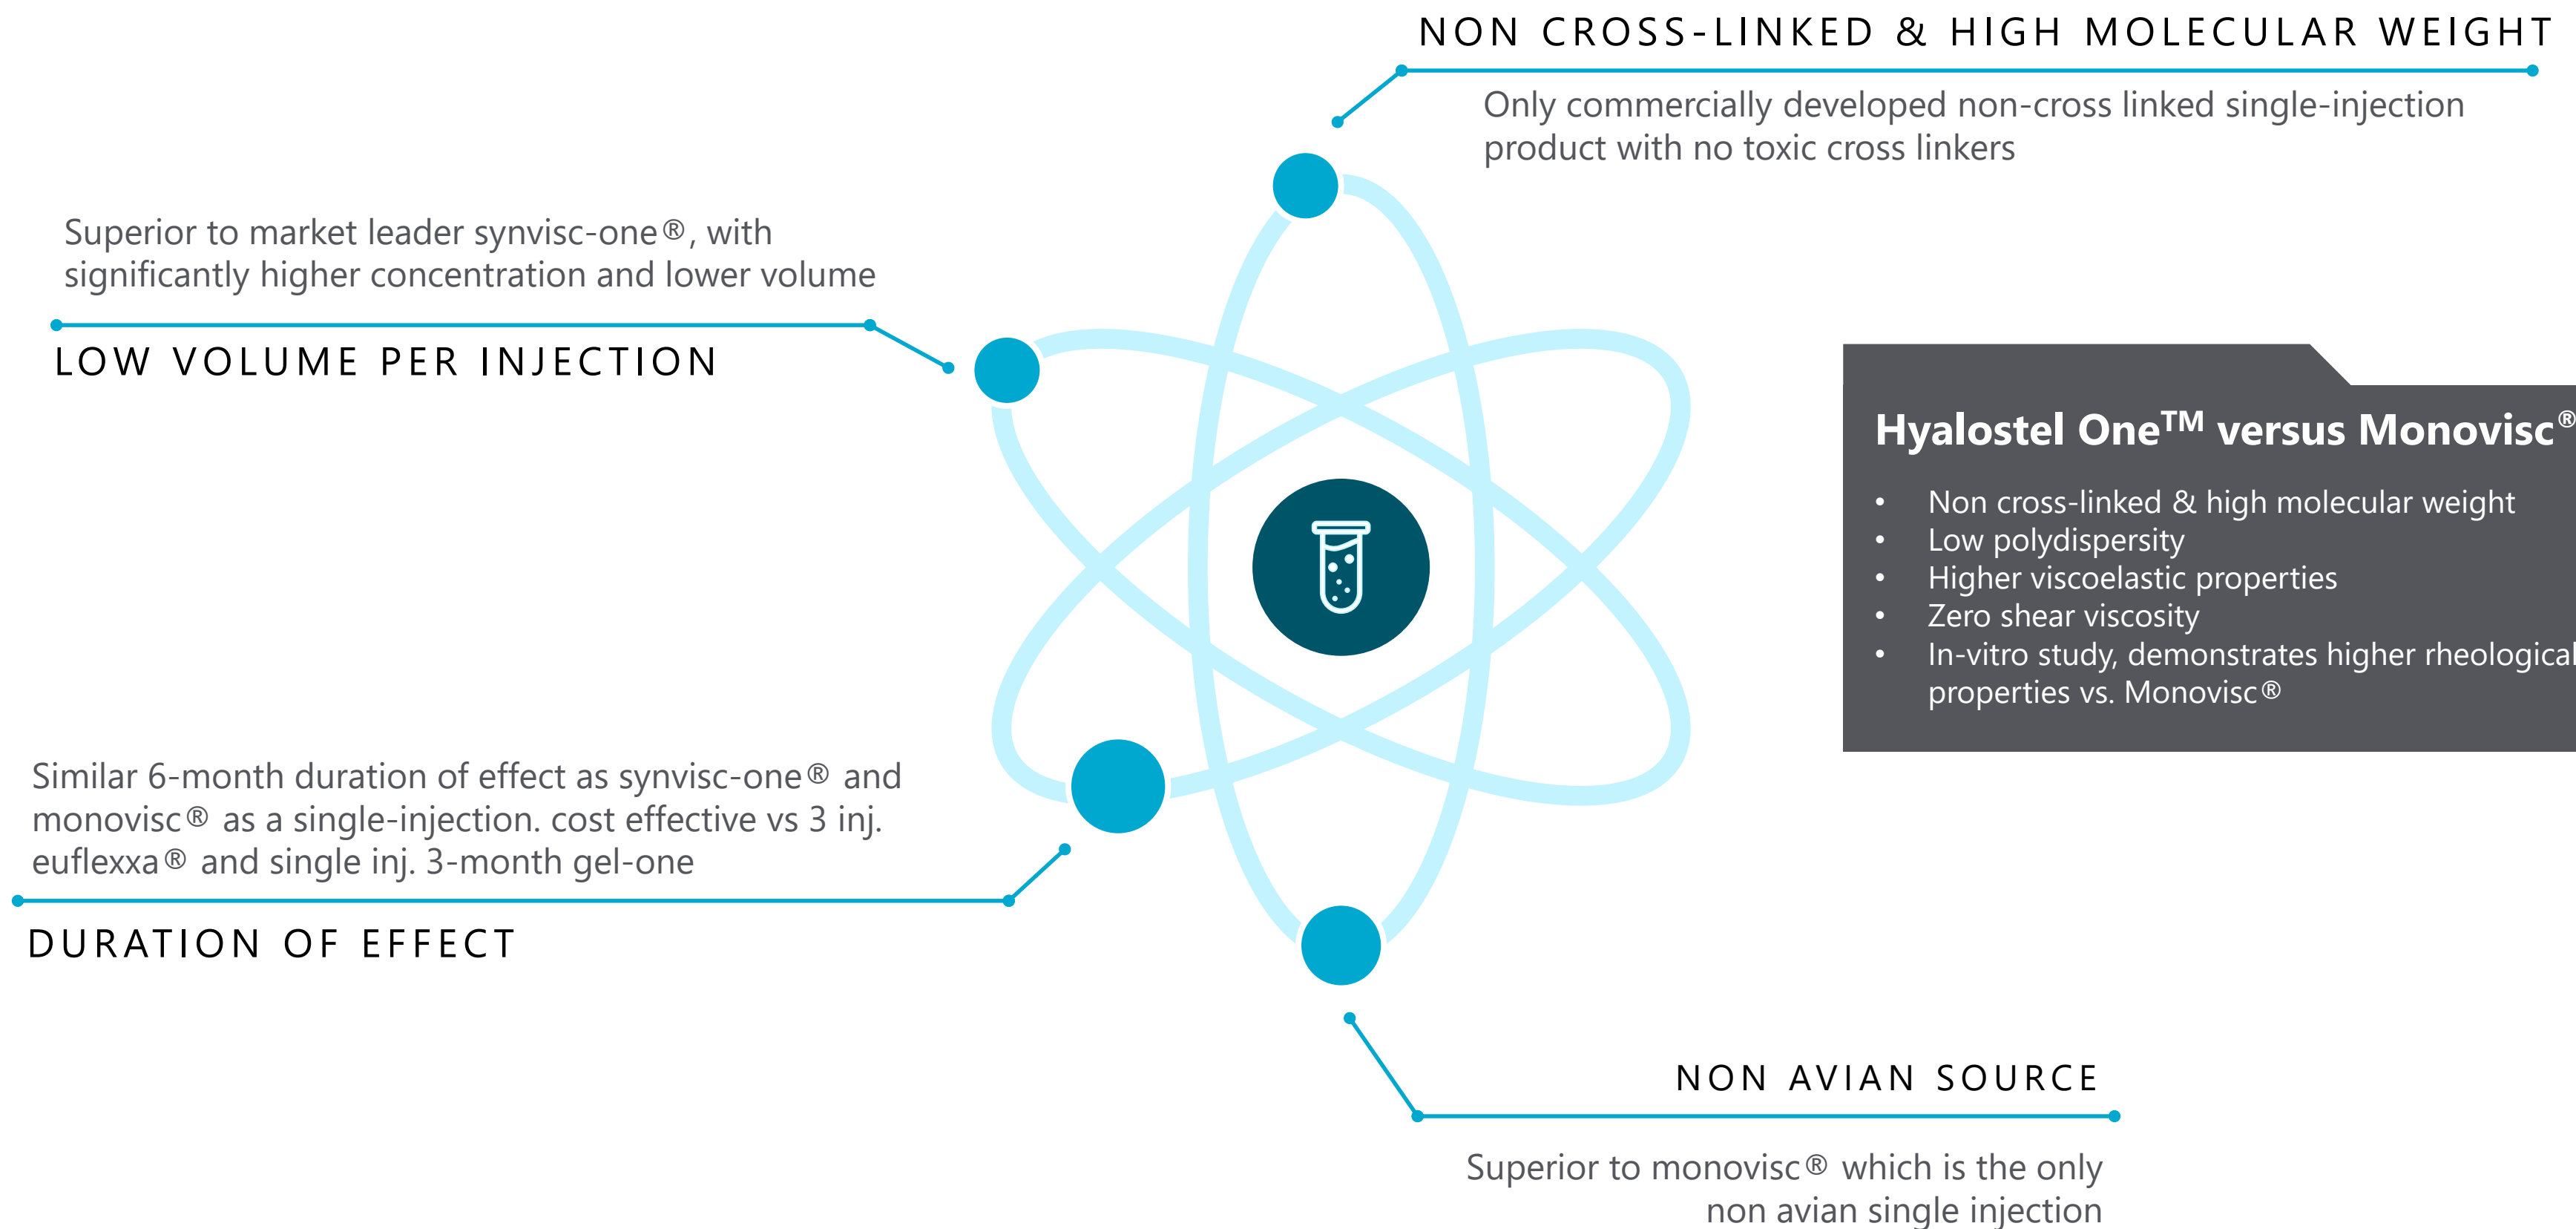 NON CROSS-LINKED & HIGH MOLECULAR WEIGHT
Only commercially developed non-cross linked single-injection
product with no toxic cross linkers
Superior to market leader synvisc-one®, with
significantly higher concentration and lower volume
LOW VOLUME PER INJECTION
Hyalostel One™ versus Monovisc®
• Non cross-linked & high molecular weight
• Low polydispersity
• Higher viscoelastic properties
• Zero shear viscosity
• In-vitro study, demonstrates higher rheological
properties vs. Monovisc®
Similar 6-month duration of effect as synvisc-one® and
monovisc® as a single-injection. cost effective vs 3 inj.
euflexxa® and single inj. 3-month gel-one
DURATION OF EFFECT
NON AVIAN SOURCE
Superior to monovisc® which is the only
non avian single injection